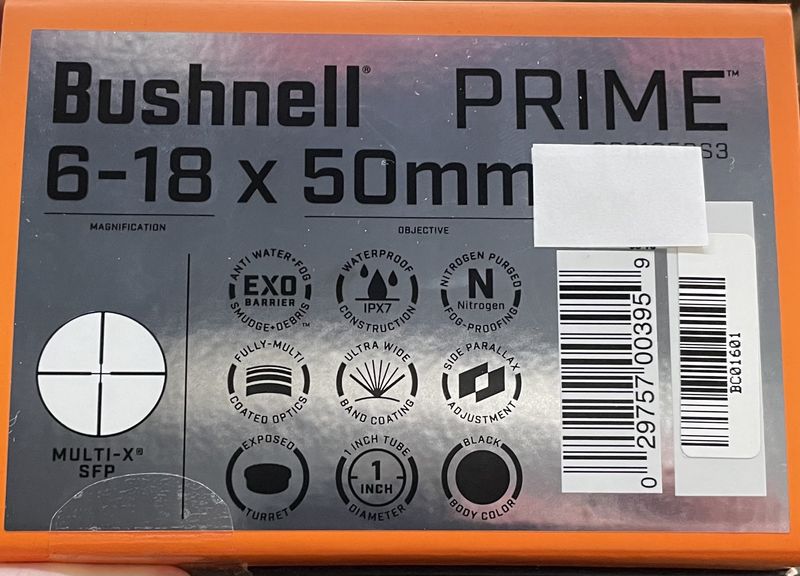 Bushnell® PRIME™
6-18 x 50mm
MAGNIFICATION
OBJECTIVE
ANTI WATER+FOG
EXO
BARRIER
SMUDGE+DEBRIS™
WATERPROOF
IPX7
CONSTRUCTION
NITROGEN PURGED
N
Nitrogen
FOG-PROOFING
FULLY-MULTI
COATED OPTICS
ULTRA WIDE
BAND COATING
SIDE PARALLAX
ADJUSTMENT
MULTI-X®
SFP
EXPOSED
TURRET
1 INCH TUBE
1
INCH
DIAMETER
BLACK
BODY COLOR
0 29757 00395 9
BC01601